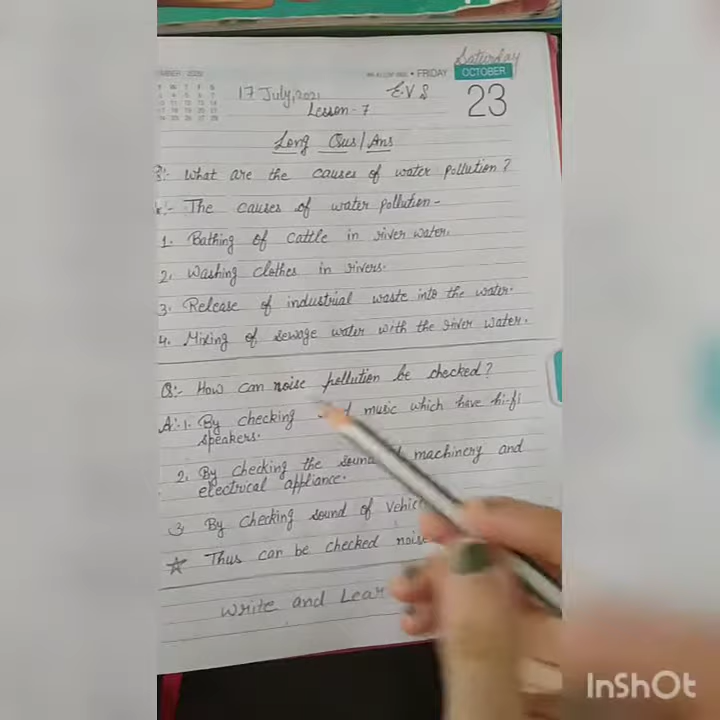 Saturday
FRIDAY OCTOBER
17 July, 2021 E.V.S 23
Lesson - 7
Long Qus/Ans
Q:- What are the causes of water pollution?
:- The causes of water pollution-
1. Bathing of cattle in river water.
2. Washing clothes in rivers.
3. Release of industrial waste into the water.
4. Mixing of sewage water with the river water.
Q:- How can noise pollution be checked?
A:-1. By checking music which have hi-fi
speakers.
2. By checking the sound machinery and
electrical appliance.
3 By checking sound of
Thus can be checked noise
Write and
InShOt